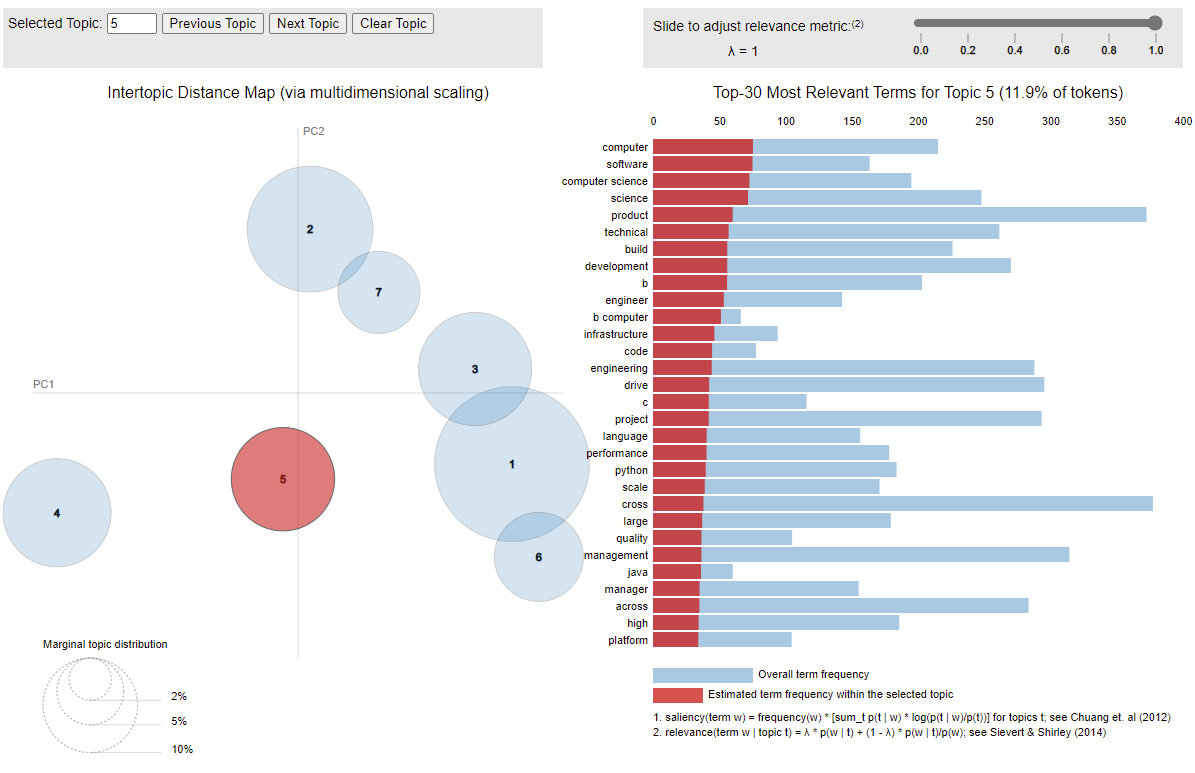 Selected Topic: 5 Previous Topic Next Topic Clear Topic
Slide to adjust relevance metric:(2)
λ = 1
0.0 0.2 0.4 0.6 0.8 1.0
Intertopic Distance Map (via multidimensional scaling)
PC2
PC1
2
7
3
1
5
4
6
Marginal topic distribution
2%
5%
10%
Top-30 Most Relevant Terms for Topic 5 (11.9% of tokens)
0 50 100 150 200 250 300 350 400
computer
software
computer science
science
product
technical
build
development
b
engineer
b computer
infrastructure
code
engineering
drive
c
project
language
performance
python
scale
cross
large
quality
management
java
manager
across
high
platform
Overall term frequency
Estimated term frequency within the selected topic
1. saliency(term w) = frequency(w) * [sum_t p(t | w) * log(p(t | w)/p(t))] for topics t; see Chuang et. al (2012)
2. relevance(term w | topic t) = λ * p(w | t) + (1 - λ) * p(w | t)/p(w); see Sievert & Shirley (2014)